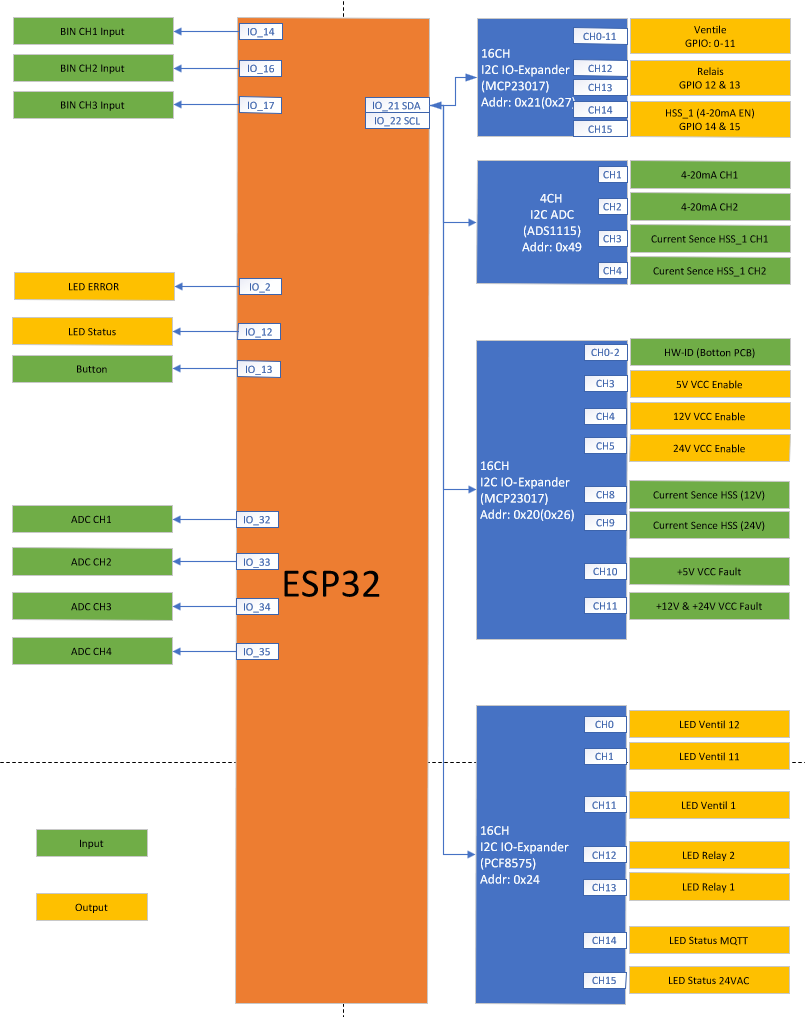 BIN CH1 Input
IO_14
BIN CH2 Input
IO_16
BIN CH3 Input
IO_17
LED ERROR
IO_2
LED Status
IO_12
Button
IO_13
ADC CH1
IO_32
ADC CH2
IO_33
ADC CH3
IO_34
ADC CH4
IO_35
Input
Output
ESP32
IO_21 SDA
IO_22 SCL
16CH
I2C IO-Expander
(MCP23017)
Addr: 0x21(0x27)
CH0-11
Ventile
GPIO: 0-11
CH12
CH13
Relais
GPIO 12 & 13
CH14
CH15
HSS_1 (4-20mA EN)
GPIO 14 & 15
4CH
I2C ADC
(ADS1115)
Addr: 0x49
CH1
4-20mA CH1
CH2
4-20mA CH2
CH3
Current Sence HSS_1 CH1
CH4
Curent Sence HSS_1 CH2
16CH
I2C IO-Expander
(MCP23017)
Addr: 0x20(0x26)
CH0-2
HW-ID (Botton PCB)
CH3
5V VCC Enable
CH4
12V VCC Enable
CH5
24V VCC Enable
CH8
Current Sence HSS (12V)
CH9
Current Sence HSS (24V)
CH10
+5V VCC Fault
CH11
+12V & +24V VCC Fault
16CH
I2C IO-Expander
(PCF8575)
Addr: 0x24
CH0
LED Ventil 12
CH1
LED Ventil 11
CH11
LED Ventil 1
CH12
LED Relay 2
CH13
LED Relay 1
CH14
LED Status MQTT
CH15
LED Status 24VAC